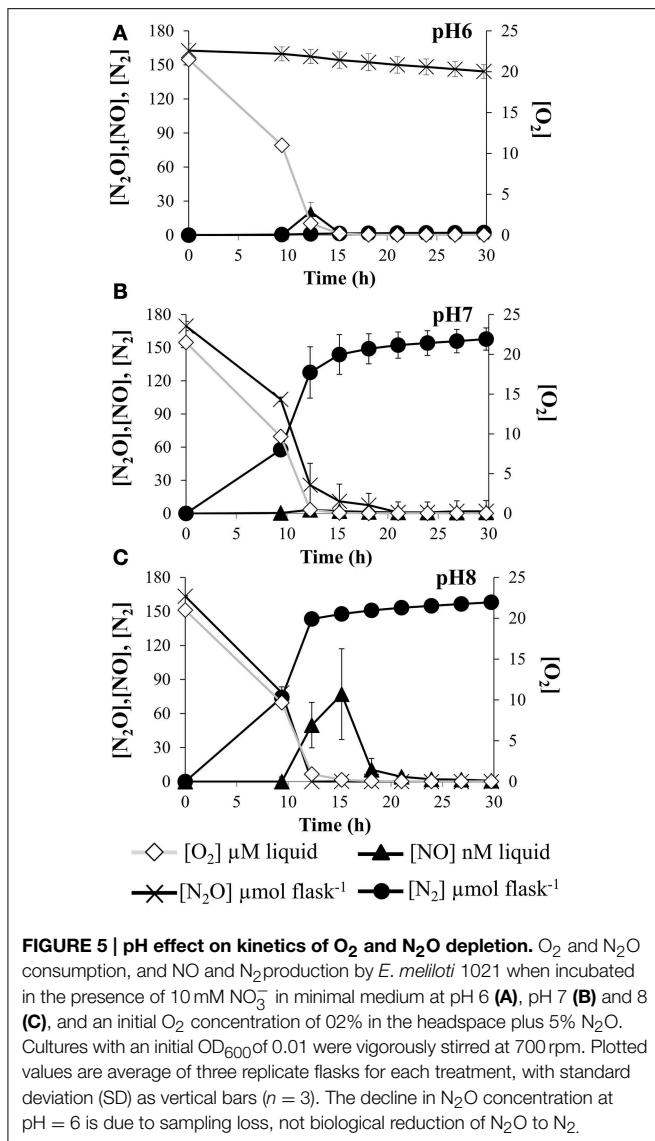 A
pH6
180
150
120
90
60
30
0
[N₂O],[NO], [N₂]
25
20
15
10
5
0
[O₂]
0 5 10 15 20 25 30
Time (h)
B
pH7
180
150
120
90
60
30
0
[N₂O],[NO], [N₂]
25
20
15
10
5
0
[O₂]
0 5 10 15 20 25 30
Time (h)
C
pH8
180
150
120
90
60
30
0
[N₂O],[NO], [N₂]
25
20
15
10
5
0
[O₂]
0 5 10 15 20 25 30
Time (h)
[O₂] µM liquid [NO] nM liquid
[N₂O] µmol flask⁻¹ [N₂] µmol flask⁻¹
FIGURE 5 | pH effect on kinetics of O₂ and N₂O depletion. O₂ and N₂O
consumption, and NO and N₂production by E. meliloti 1021 when incubated
in the presence of 10 mM NO₃⁻ in minimal medium at pH 6 (A), pH 7 (B) and 8
(C), and an initial O₂ concentration of 02% in the headspace plus 5% N₂O.
Cultures with an initial OD₆₀₀of 0.01 were vigorously stirred at 700 rpm. Plotted
values are average of three replicate flasks for each treatment, with standard
deviation (SD) as vertical bars (n = 3). The decline in N₂O concentration at
pH = 6 is due to sampling loss, not biological reduction of N₂O to N₂.